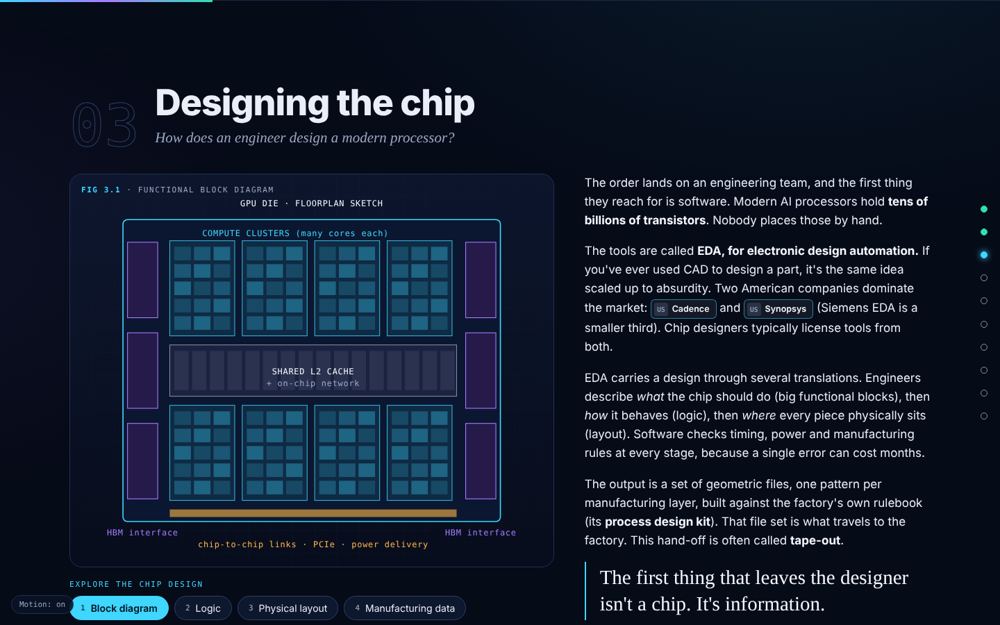 03
Designing the chip
How does an engineer design a modern processor?
FIG 3.1 · FUNCTIONAL BLOCK DIAGRAM
GPU DIE · FLOORPLAN SKETCH
COMPUTE CLUSTERS (many cores each)
SHARED L2 CACHE
+ on-chip network
HBM interface
HBM interface
chip-to-chip links · PCIe · power delivery
EXPLORE THE CHIP DESIGN
Motion: on
1 Block diagram
2 Logic
3 Physical layout
4 Manufacturing data
The order lands on an engineering team, and the first thing
they reach for is software. Modern AI processors hold tens of
billions of transistors. Nobody places those by hand.
The tools are called EDA, for electronic design automation. If
you've ever used CAD to design a part, it's the same idea
scaled up to absurdity. Two American companies dominate
the market: US Cadence and US Synopsys (Siemens EDA is a
smaller third). Chip designers typically license tools from
both.
EDA carries a design through several translations. Engineers
describe what the chip should do (big functional blocks), then
how it behaves (logic), then where every piece physically sits
(layout). Software checks timing, power and manufacturing
rules at every stage, because a single error can cost months.
The output is a set of geometric files, one pattern per
manufacturing layer, built against the factory's own rulebook
(its process design kit). That file set is what travels to the
factory. This hand-off is often called tape-out.
The first thing that leaves the designer
isn't a chip. It's information.